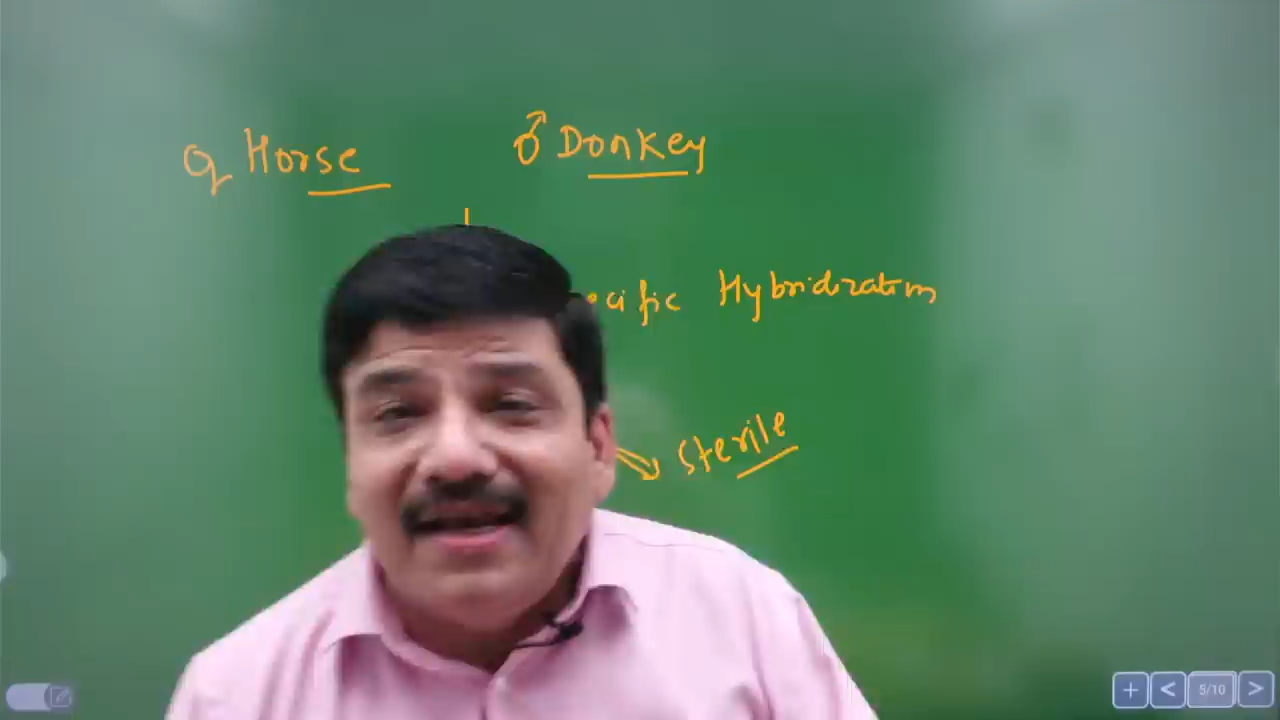 ♀ Horse ♂ Donkey
ecific Hybridization
Sterile
5/10